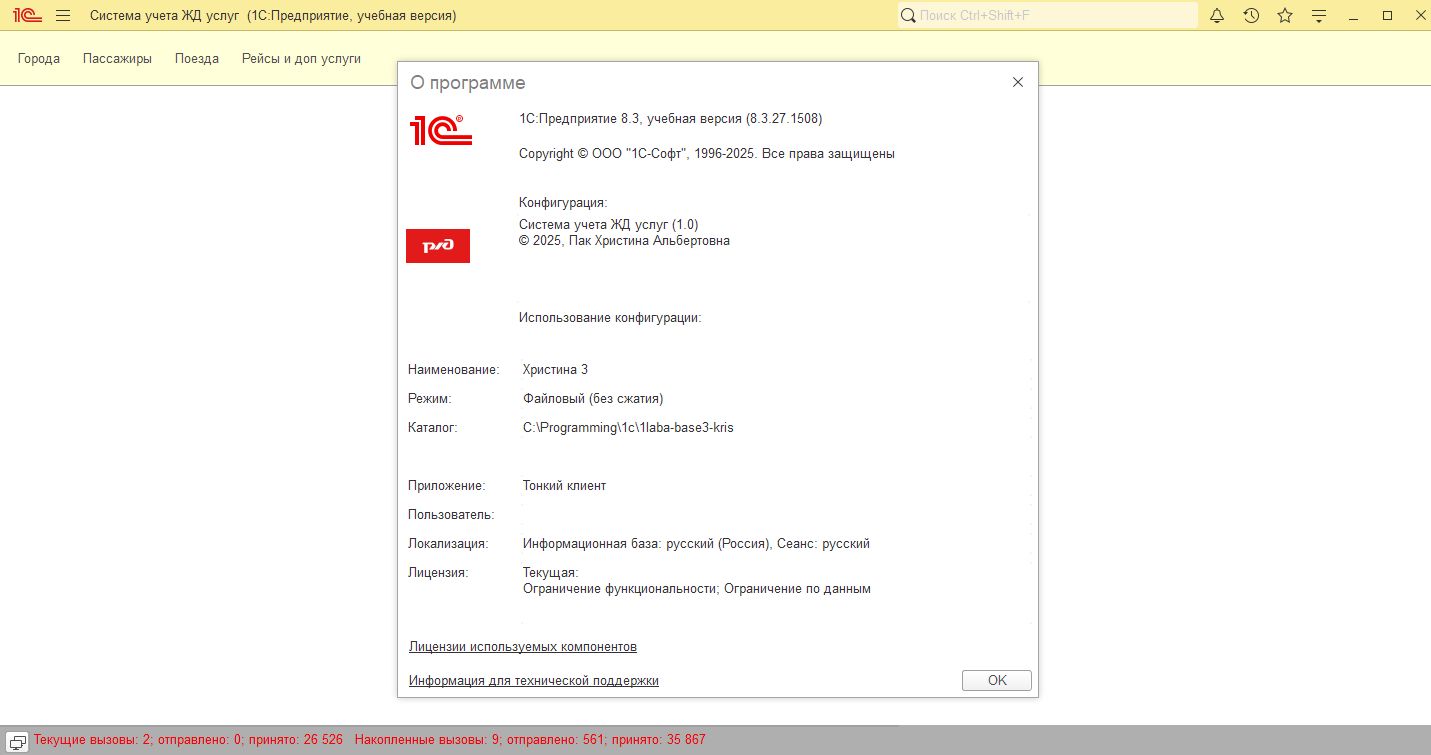 1С Система учета ЖД услуг (1С:Предприятие, учебная версия) Поиск Ctrl+Shift+F
Города Пассажиры Поезда Рейсы и доп услуги
О программе
1С® 1С:Предприятие 8.3, учебная версия (8.3.27.1508)
Copyright © ООО "1С-Софт", 1996-2025. Все права защищены
Конфигурация:
Система учета ЖД услуг (1.0)
© 2025, Пак Христина Альбертовна
ржд
Использование конфигурации:
Наименование: Христина 3
Режим: Файловый (без сжатия)
Каталог: C:\Programming\1c\1laba-base3-kris
Приложение: Тонкий клиент
Пользователь:
Локализация: Информационная база: русский (Россия), Сеанс: русский
Лицензия: Текущая:
Ограничение функциональности; Ограничение по данным
Лицензии используемых компонентов
Информация для технической поддержки OK
Текущие вызовы: 2; отправлено: 0; принято: 26 526 Накопленные вызовы: 9; отправлено: 561; принято: 35 867